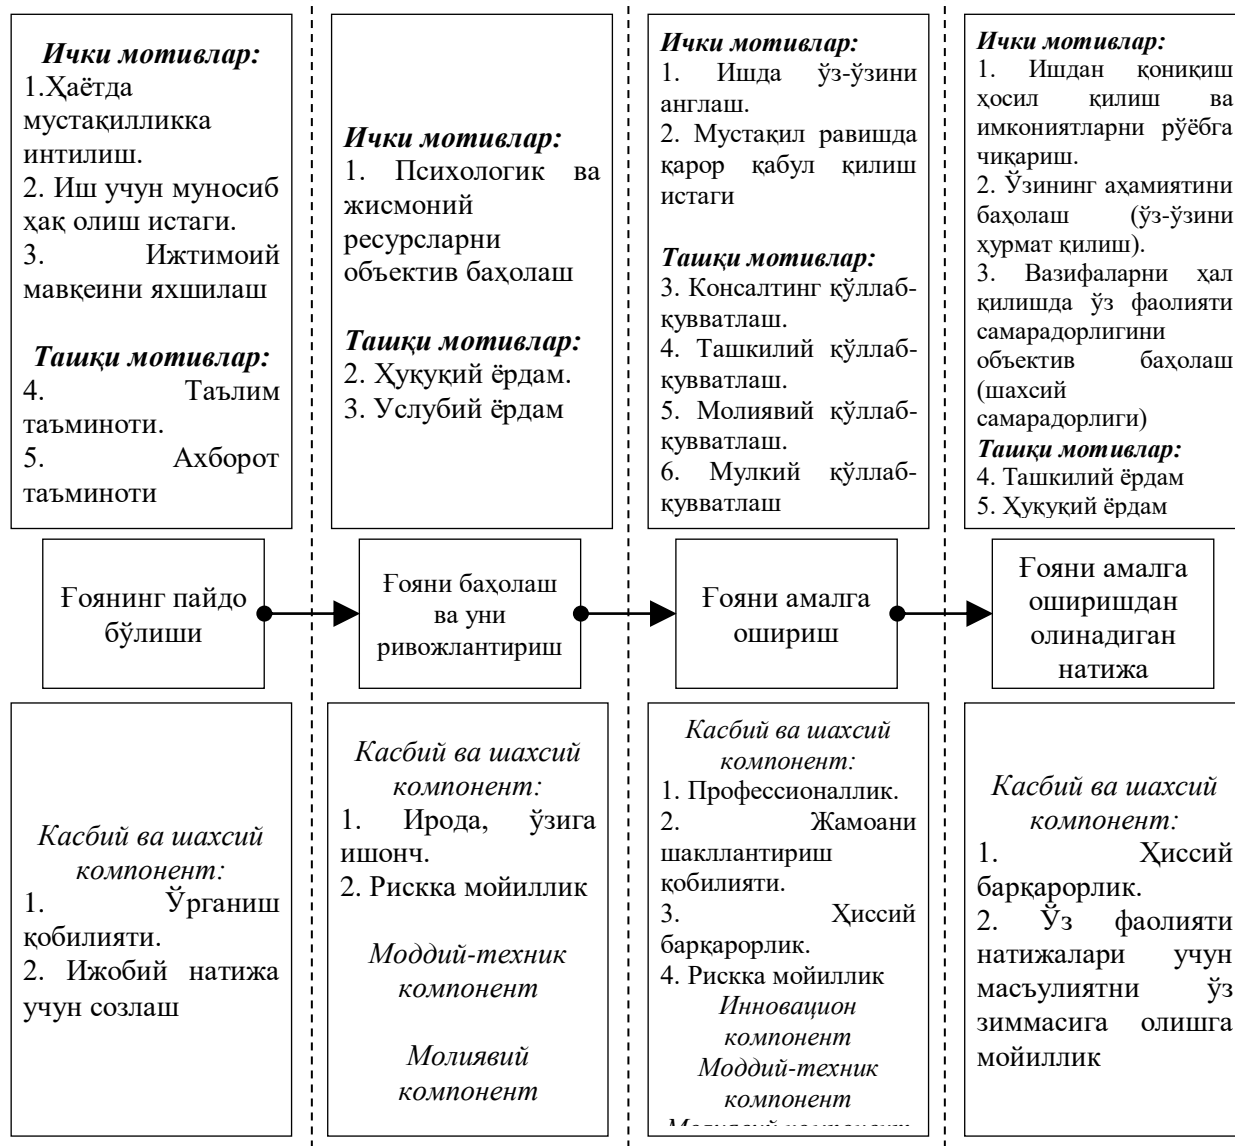 Ички мотивлар:
1.Ҳаётда
мустақилликка
интилиш.
2. Иш учун муносиб
ҳақ олиш истаги.
3. Ижтимоий
мавқеини яхшилаш
Ташқи мотивлар:
4. Таълим
таъминоти.
5. Ахборот
таъминоти
Ички мотивлар:
1. Психологик ва
жисмоний
ресурсларни
объектив баҳолаш
Ташқи мотивлар:
2. Ҳуқуқий ёрдам.
3. Услубий ёрдам
Ички мотивлар:
1. Ишда ўз-ўзини
англаш.
2. Мустақил равишда
қарор қабул қилиш
истаги
Ташқи мотивлар:
3. Консалтинг қўллаб-
қувватлаш.
4. Ташкилий қўллаб-
қувватлаш.
5. Молиявий қўллаб-
қувватлаш.
6. Мулкий қўллаб-
қувватлаш
Ички мотивлар:
1. Ишдан қониқиш
ҳосил қилиш ва
имкониятларни рўёбга
чиқариш.
2. Ўзининг аҳамиятини
баҳолаш (ўз-ўзини
ҳурмат қилиш).
3. Вазифаларни ҳал
қилишда ўз фаолияти
самарадорлигини
объектив баҳолаш
(шахсий
самарадорлиги)
Ташқи мотивлар:
4. Ташкилий ёрдам
5. Ҳуқуқий ёрдам
Ғоянинг пайдо
бўлиши
Ғояни баҳолаш
ва уни
ривожлантириш
Ғояни амалга
ошириш
Ғояни амалга
оширишдан
олинадиган
натижа
Касбий ва шахсий
компонент:
1. Ўрганиш
қобилияти.
2. Ижобий натижа
учун созлаш
Касбий ва шахсий
компонент:
1. Ирода, ўзига
ишонч.
2. Рискка мойиллик
Моддий-техник
компонент
Молиявий
компонент
Касбий ва шахсий
компонент:
1. Профессионаллик.
2. Жамоани
шакллантириш
қобилияти.
3. Ҳиссий
барқарорлик.
4. Рискка мойиллик
Инновацион
компонент
Моддий-техник
компонент
Касбий ва шахсий
компонент:
1. Ҳиссий
барқарорлик.
2. Ўз фаолияти
натижалари учун
масъулиятни ўз
зиммасига олишга
мойиллик